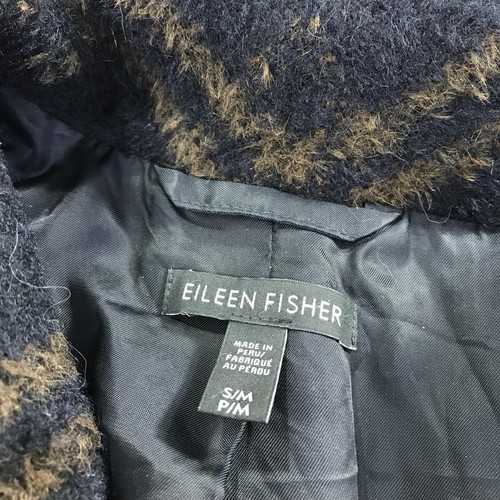 EILEEN FISHER
MADE IN
PERU/
FABRIQUÉ
AU PÉROU
S/M
P/M